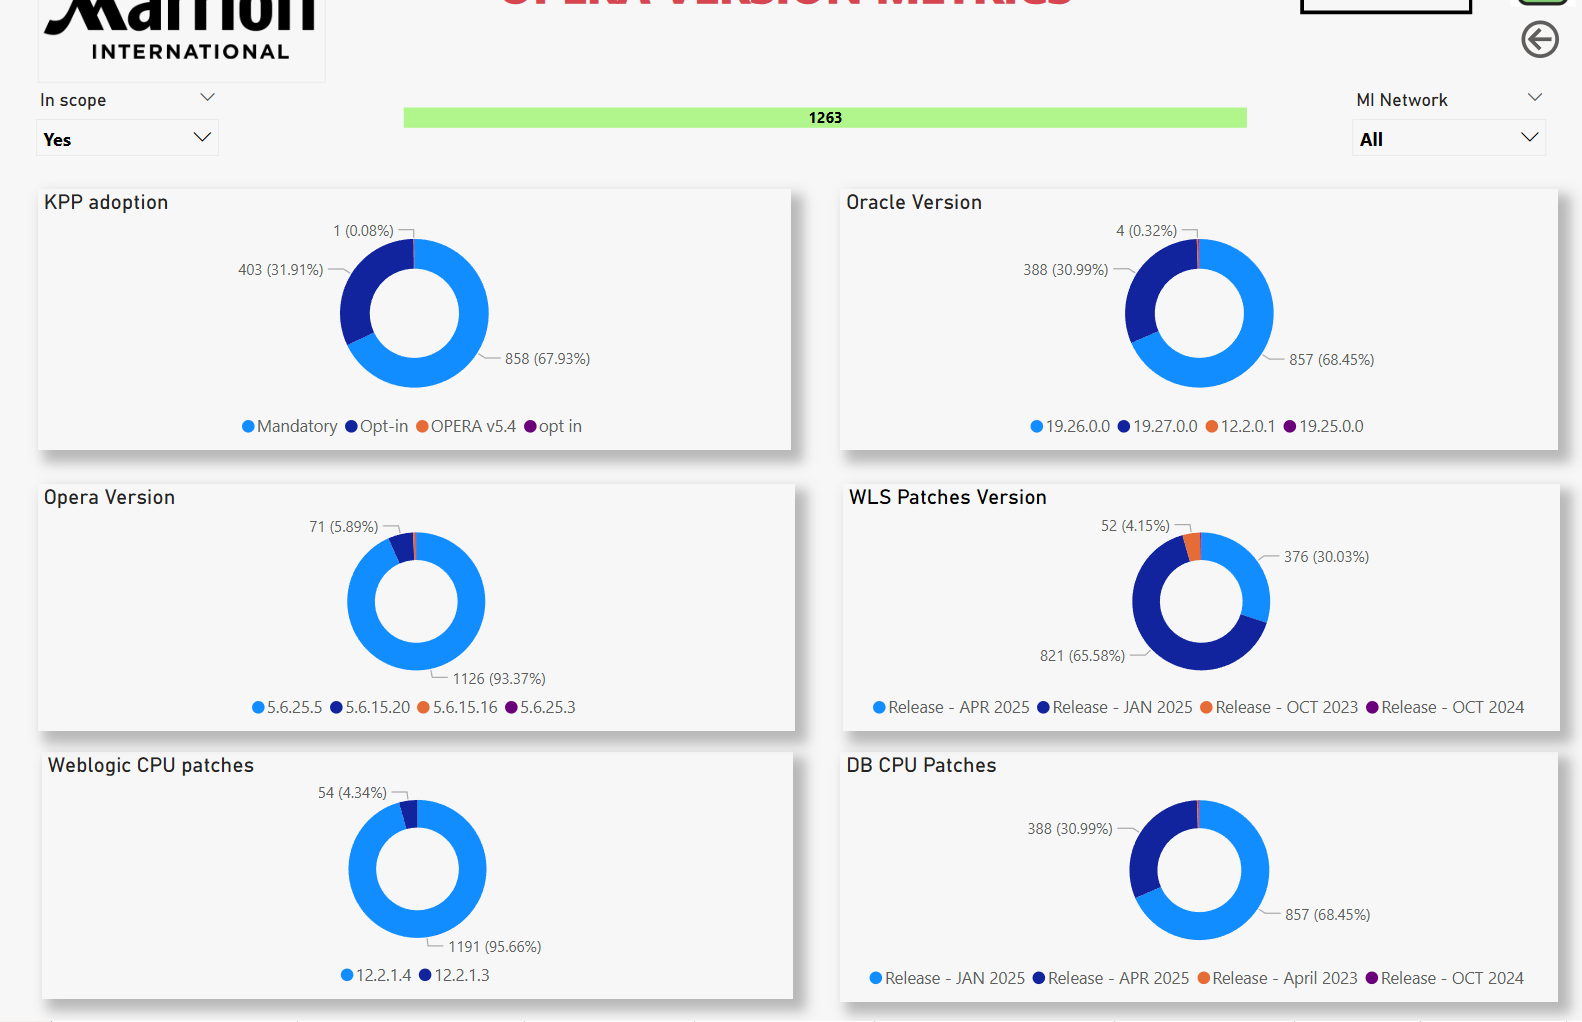 Marriott
INTERNATIONAL
OPERA VERSION METRICS
In scope
Yes
1263
MI Network
All
KPP adoption
1 (0.08%)
403 (31.91%)
858 (67.93%)
Mandatory Opt-in OPERA v5.4 opt in
Oracle Version
4 (0.32%)
388 (30.99%)
857 (68.45%)
19.26.0.0 19.27.0.0 12.2.0.1 19.25.0.0
Opera Version
71 (5.89%)
1126 (93.37%)
5.6.25.5 5.6.15.20 5.6.15.16 5.6.25.3
WLS Patches Version
52 (4.15%)
376 (30.03%)
821 (65.58%)
Release - APR 2025 Release - JAN 2025 Release - OCT 2023 Release - OCT 2024
Weblogic CPU patches
54 (4.34%)
1191 (95.66%)
12.2.1.4 12.2.1.3
DB CPU Patches
388 (30.99%)
857 (68.45%)
Release - JAN 2025 Release - APR 2025 Release - April 2023 Release - OCT 2024